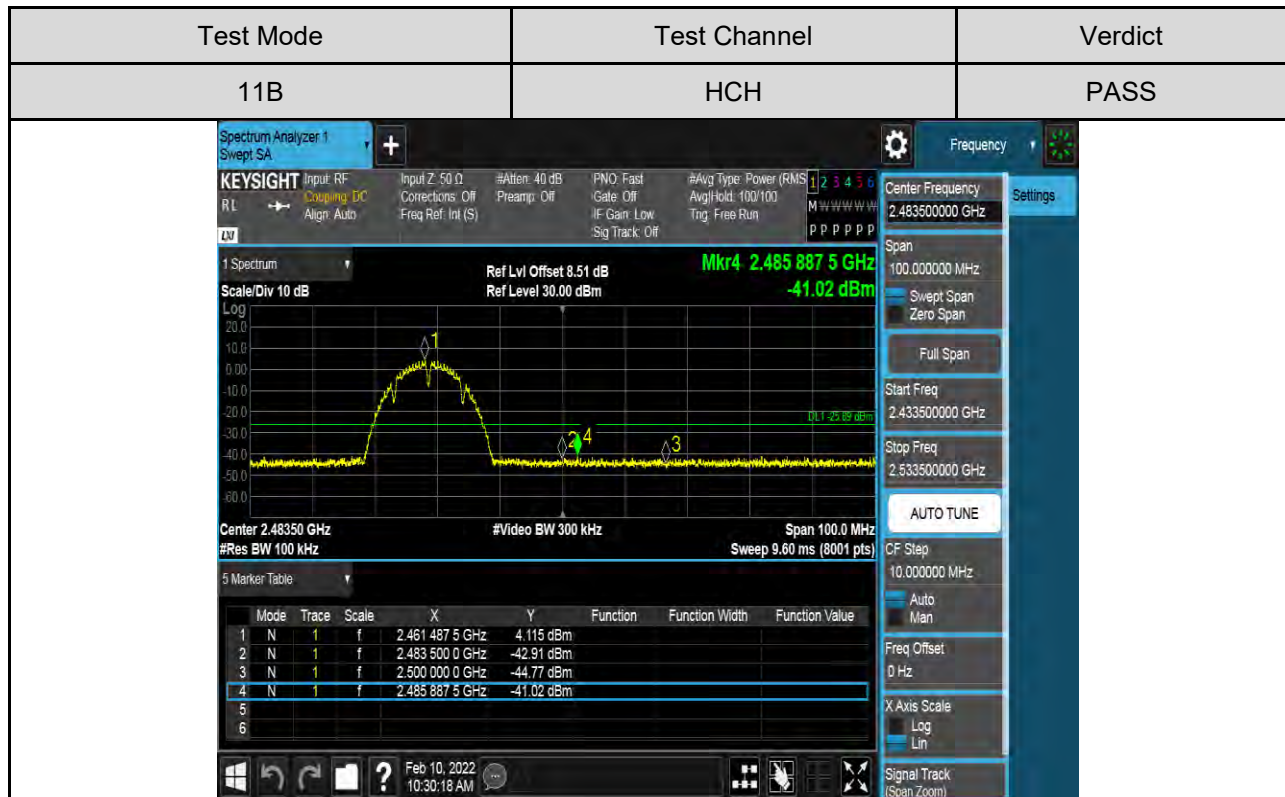 Test Mode Test Channel Verdict
11B HCH PASS
Spectrum Analyzer 1
Swept SA
+
Frequency
KEYSIGHT Input: RF Input Z: 50 Ω #Atten: 40 dB PNO: Fast #Avg Type: Power (RMS 1 2 3 4 5 6
RL Coupling: DC Corrections: Off Preamp: Off Gate: Off Avg|Hold: 100/100 M W W W W W
Align: Auto Freq Ref: Int (S) IF Gain: Low Trig: Free Run
LXI Sig Track: Off P P P P P P
1 Spectrum
Ref Lvl Offset 8.51 dB Mkr4 2.485 887 5 GHz
Scale/Div 10 dB Ref Level 30.00 dBm -41.02 dBm
Log
20.0
10.0
0.00
-10.0
-20.0
-30.0
-40.0
-50.0
-60.0
1
2 4 3
DL1 -25.89 dBm
Center 2.48350 GHz #Video BW 300 kHz Span 100.0 MHz
#Res BW 100 kHz Sweep 9.60 ms (8001 pts)
5 Marker Table
Mode Trace Scale X Y Function Function Width Function Value
1 N 1 f 2.461 487 5 GHz 4.115 dBm
2 N 1 f 2.483 500 0 GHz -42.91 dBm
3 N 1 f 2.500 000 0 GHz -44.77 dBm
4 N 1 f 2.485 887 5 GHz -41.02 dBm
5
6
?
Feb 10, 2022
10:30:18 AM
Center Frequency
2.483500000 GHz
Settings
Span
100.000000 MHz
Swept Span
Zero Span
Full Span
Start Freq
2.433500000 GHz
Stop Freq
2.533500000 GHz
AUTO TUNE
CF Step
10.000000 MHz
Auto
Man
Freq Offset
0 Hz
X Axis Scale
Log
Lin
Signal Track
(Span Zoom)